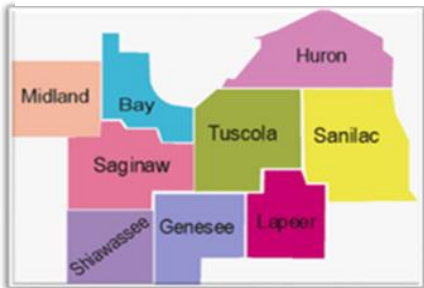 Huron
Midland
Bay
Tuscola
Sanilac
Saginaw
Shiawassee
Genesee
Lapeer